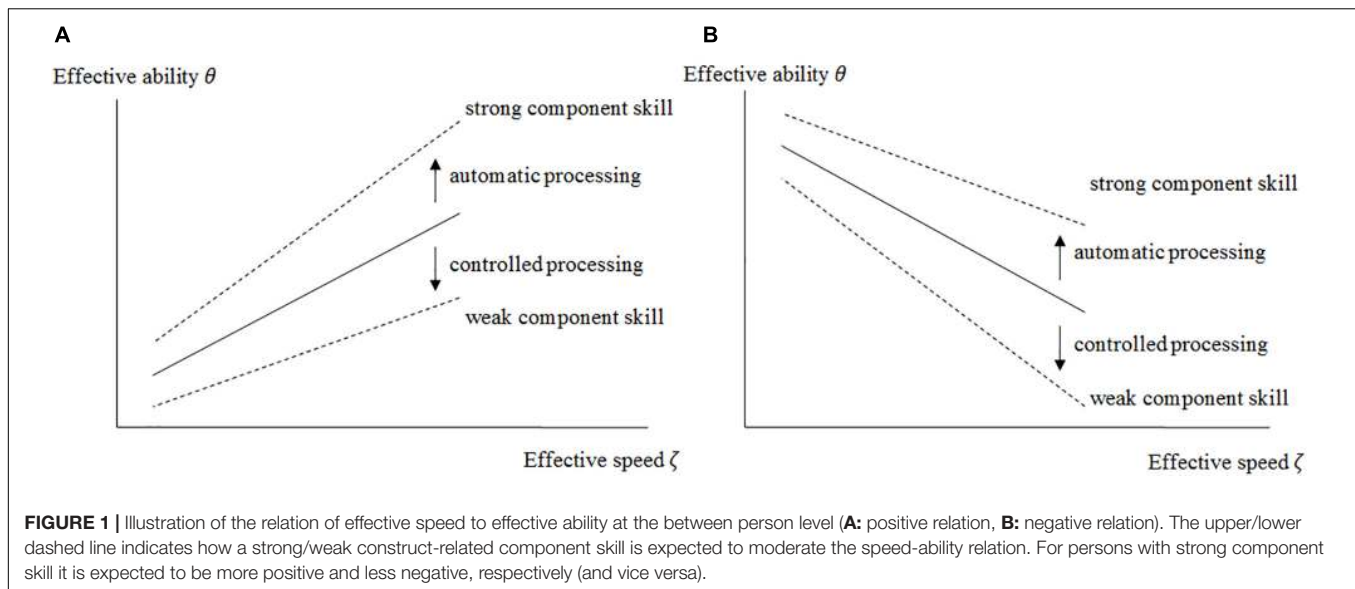 A
Effective ability θ
strong component skill
automatic processing
controlled processing
weak component skill
Effective speed ζ
B
Effective ability θ
strong component skill
automatic processing
controlled processing
weak component skill
Effective speed ζ
FIGURE 1 | Illustration of the relation of effective speed to effective ability at the between person level (A: positive relation, B: negative relation). The upper/lower
dashed line indicates how a strong/weak construct-related component skill is expected to moderate the speed-ability relation. For persons with strong component
skill it is expected to be more positive and less negative, respectively (and vice versa).